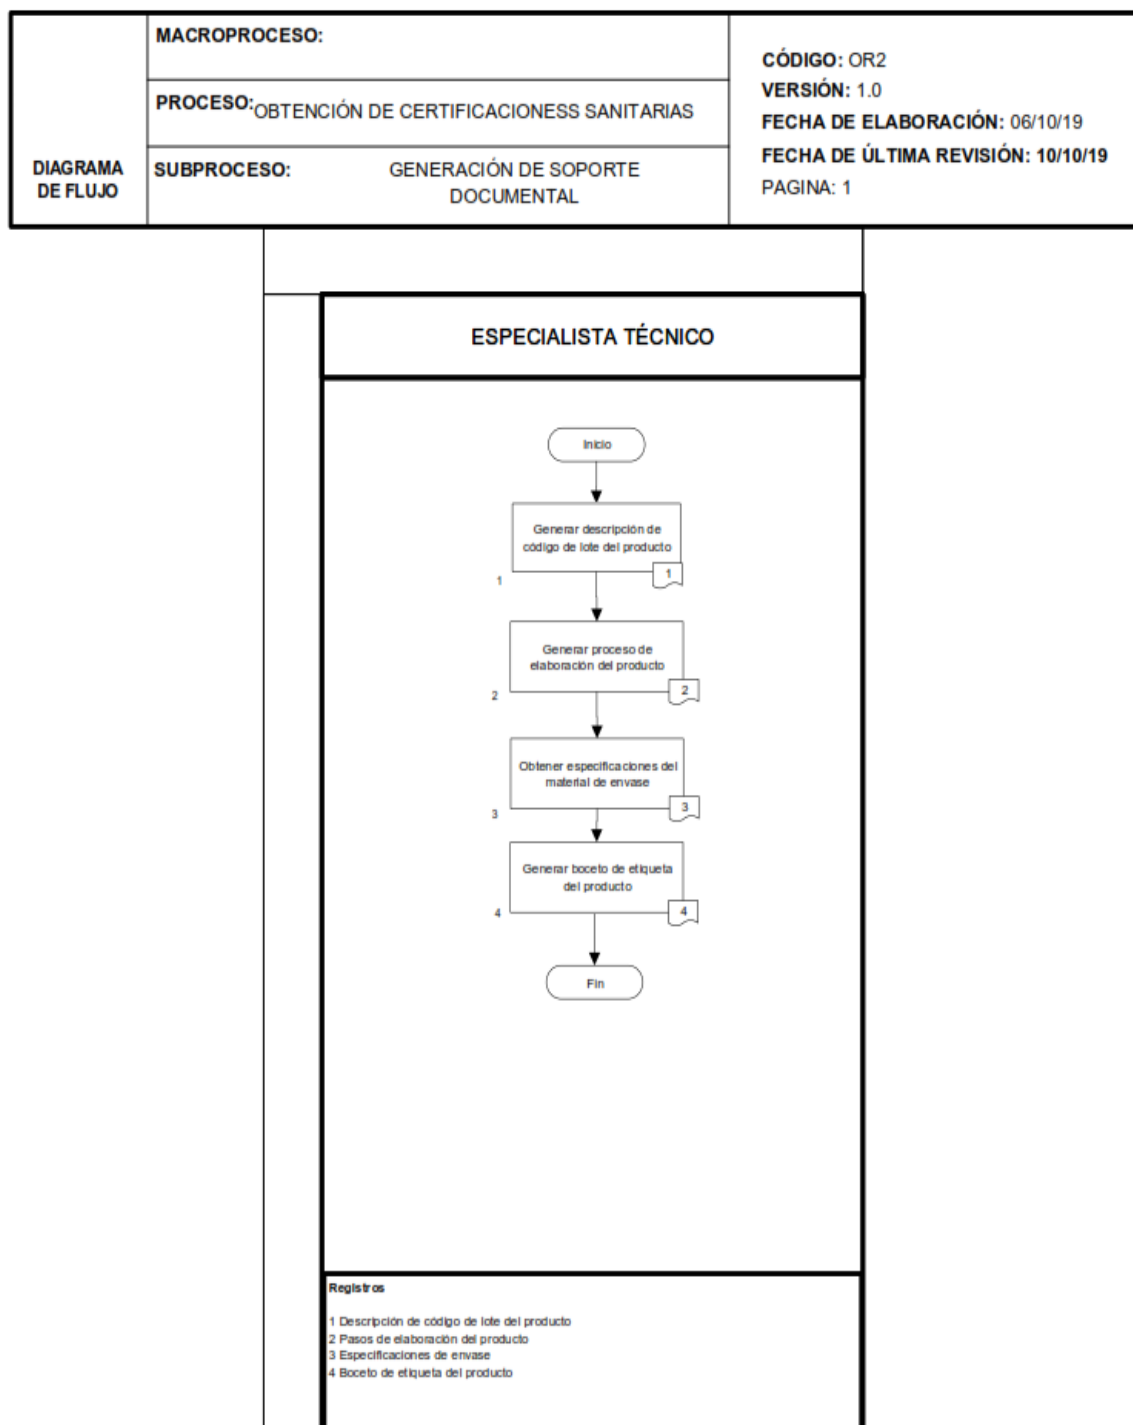 DIAGRAMA
DE FLUJO
MACROPROCESO:
PROCESO: OBTENCIÓN DE CERTIFICACIONESS SANITARIAS
SUBPROCESO: GENERACIÓN DE SOPORTE
DOCUMENTAL
CÓDIGO: OR2
VERSIÓN: 1.0
FECHA DE ELABORACIÓN: 06/10/19
FECHA DE ÚLTIMA REVISIÓN: 10/10/19
PAGINA: 1
ESPECIALISTA TÉCNICO
Inicio
Generar descripción de
código de lote del producto
1
1
Generar proceso de
elaboración del producto
2
2
Obtener especificaciones del
material de envase
3
3
Generar boceto de etiqueta
del producto
4
4
Fin
Registros
1 Descripción de código de lote del producto
2 Pasos de elaboración del producto
3 Especificaciones de envase
4 Boceto de etiqueta del producto